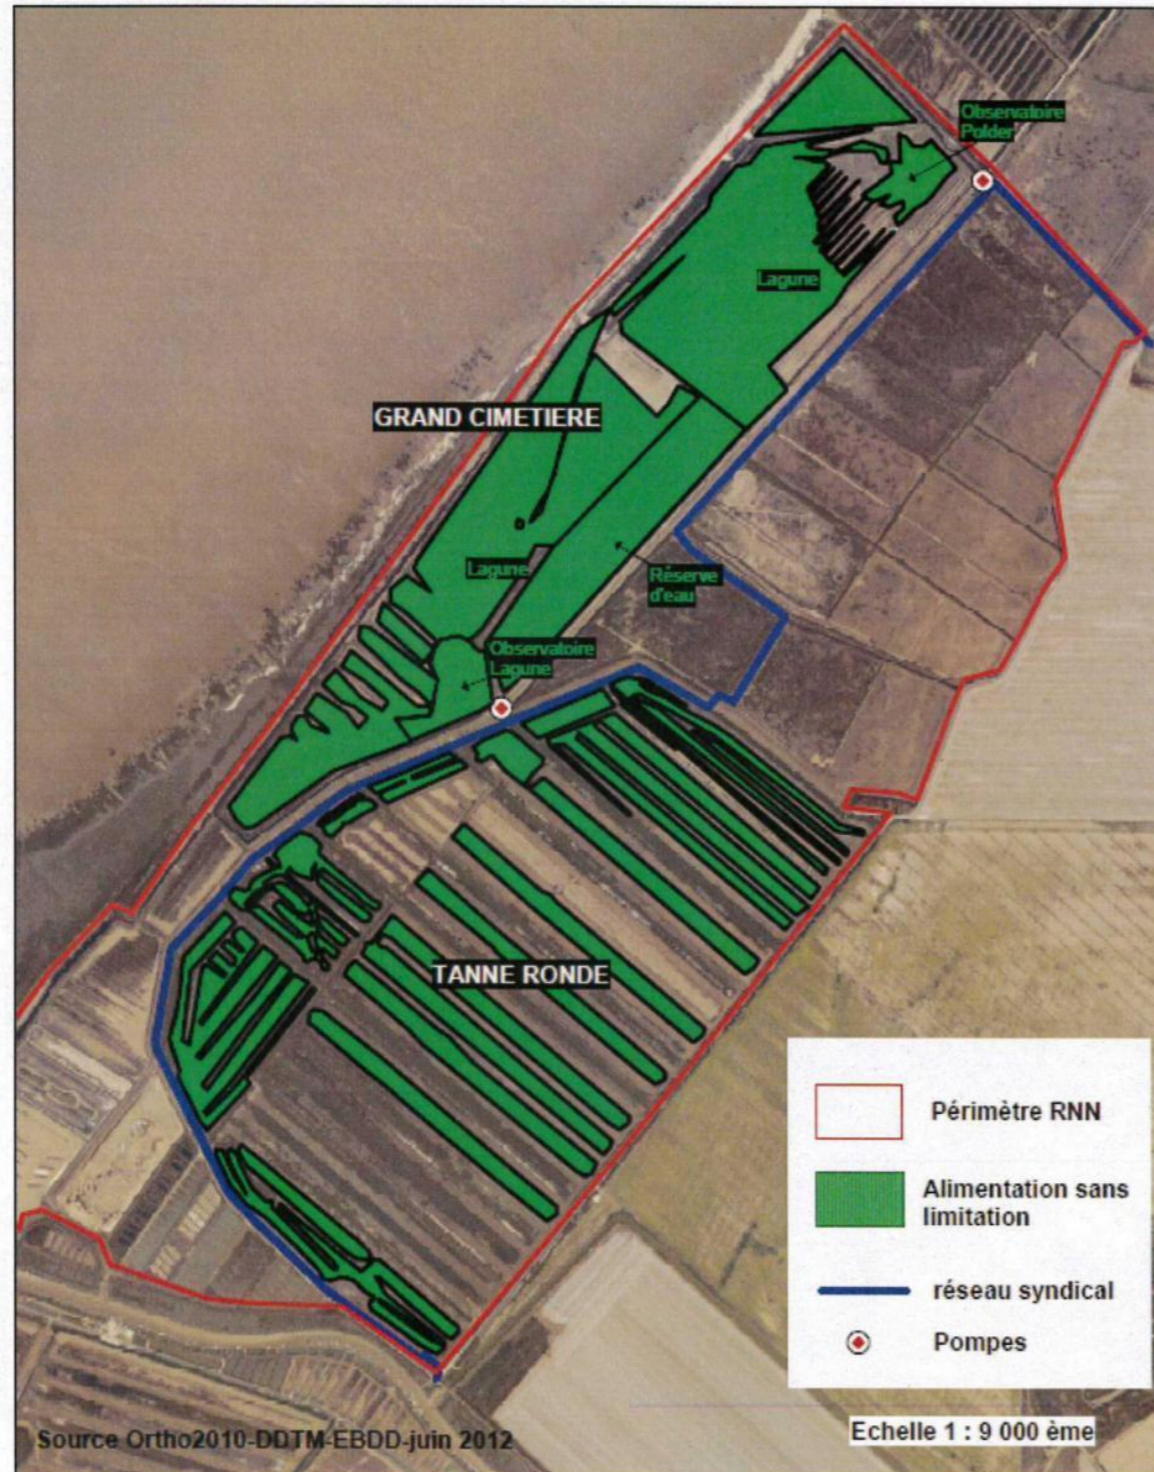 Observatoire
Polder
Lagune
GRAND CIMETIERE
Lagune
Réserve
d'eau
Observatoire
Lagune
TANNE RONDE
Périmètre RNN
Alimentation sans
limitation
réseau syndical
Pompes
Echelle 1 : 9 000 ème
Source Ortho2010-DDTM-EBDD-juin 2012